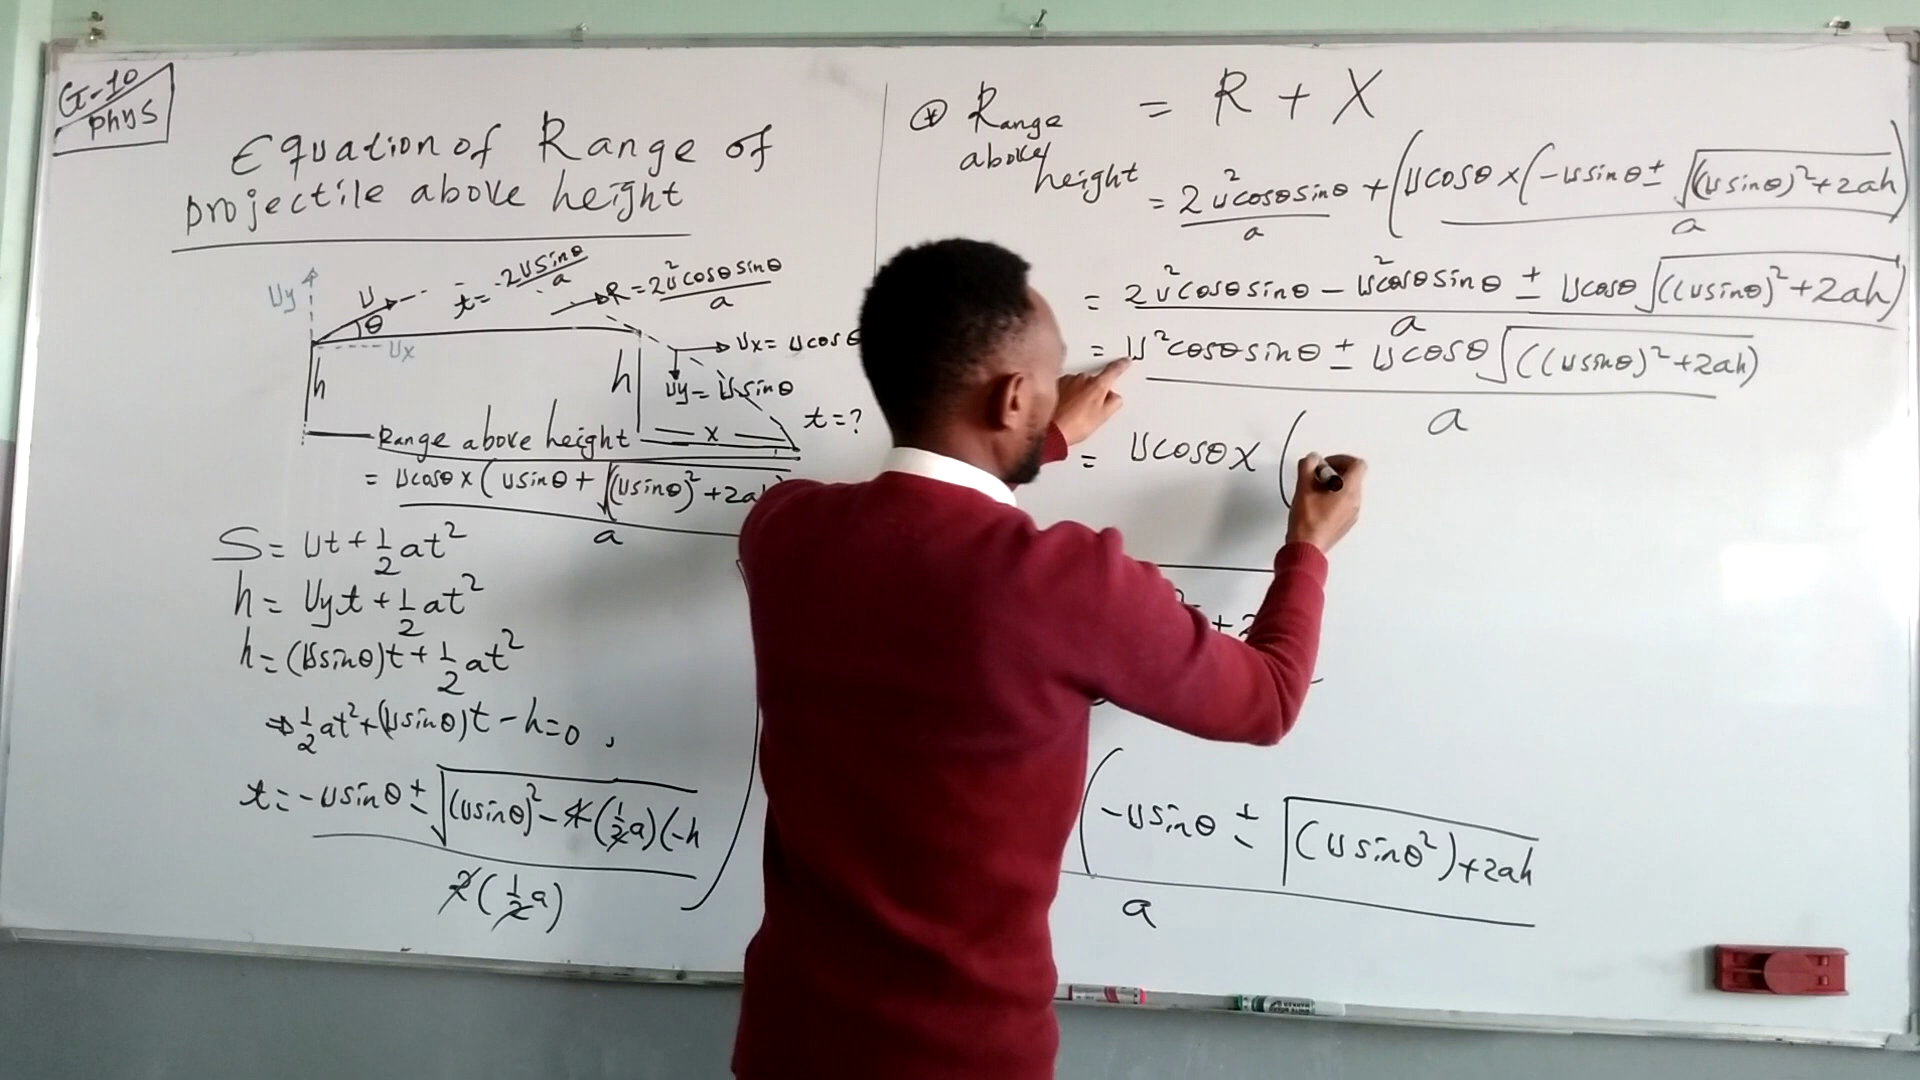 G-10
phys
Equation of Range of
projectile above height
Uy
U
θ
Ux
t = 2Usinθ/a
R = 2u²cosθsinθ/a
Ux = Ucosθ
Uy = Usinθ
h
h
t = ?
Range above height
x
= Ucosθ × (usinθ + √((usinθ)² + 2a
a
S = Ut + 1/2 at²
h = Uyt + 1/2 at²
h = (Usinθ)t + 1/2 at²
⇒ 1/2 at² + (Usinθ)t - h = 0,
t = -usinθ ± √((usinθ)² - 4(1/2 a)(-h
2(1/2 a)
⊛ Range above height = R + X
= 2u²cosθsinθ/a + (Ucosθ × (-usinθ ± √((usinθ)² + 2ah)
a
= 2u²cosθsinθ - u²cosθsinθ ± Ucosθ √((usinθ)² + 2ah)
a
= U²cosθsinθ ± Ucosθ √((usinθ)² + 2ah)
a
= Ucosθ × (
+ 2
(-usinθ ± √(usinθ²) + 2ah
a